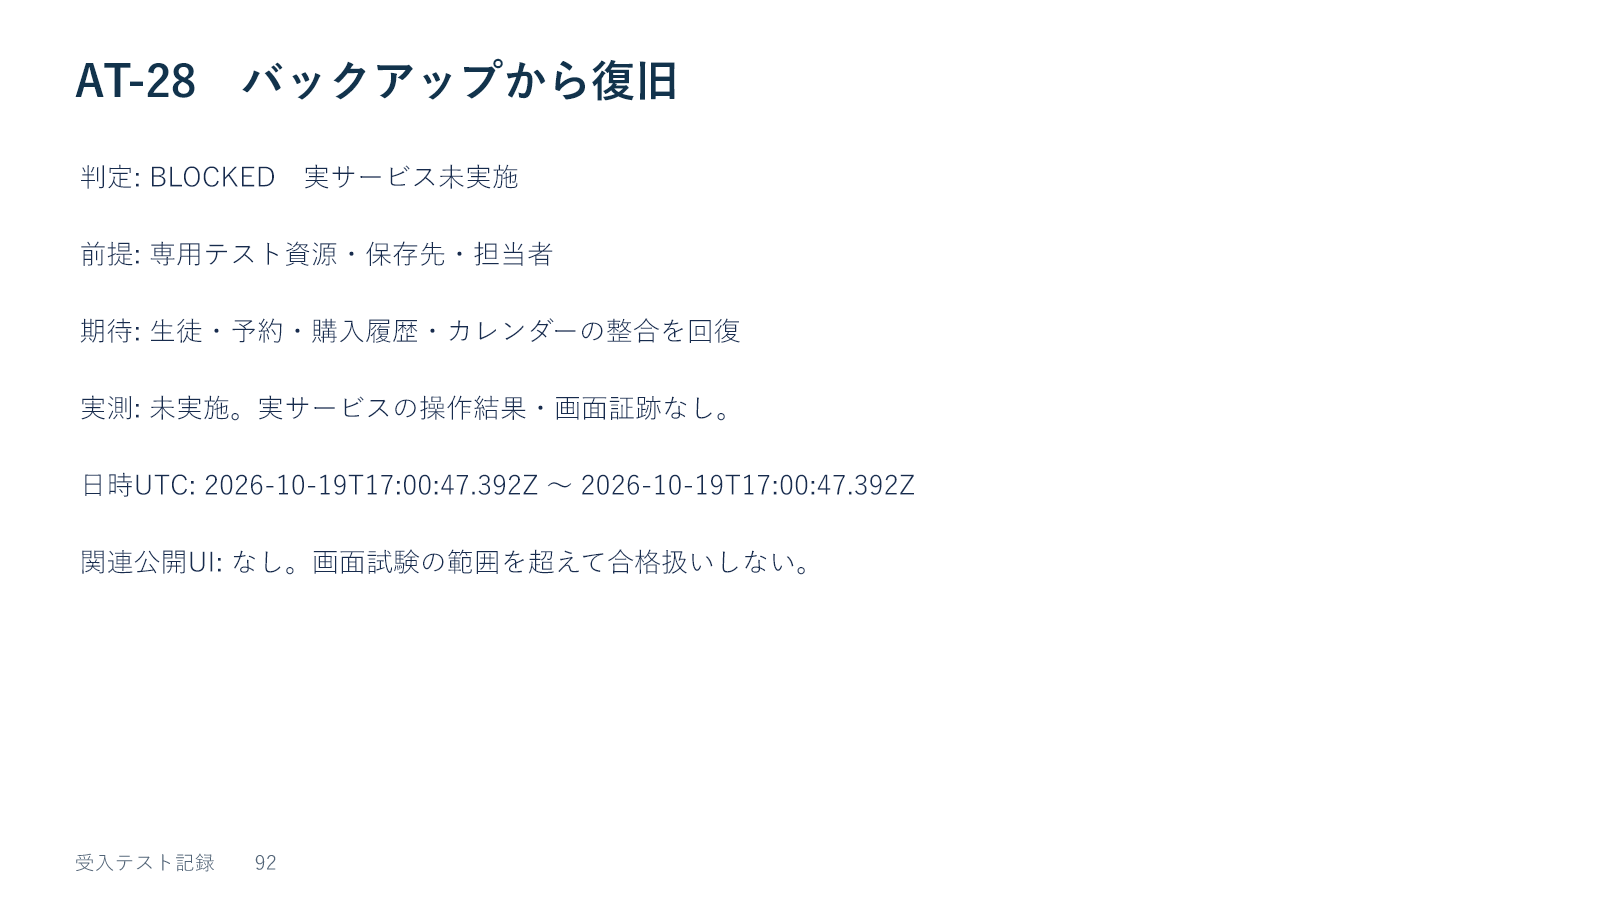 AT-28　バックアップから復旧
判定: BLOCKED　実サービス未実施
前提: 専用テスト資源・保存先・担当者
期待: 生徒・予約・購入履歴・カレンダーの整合を回復
実測: 未実施。実サービスの操作結果・画面証跡なし。
日時UTC: 2026-10-19T17:00:47.392Z ～ 2026-10-19T17:00:47.392Z
関連公開UI: なし。画面試験の範囲を超えて合格扱いしない。
受入テスト記録　92